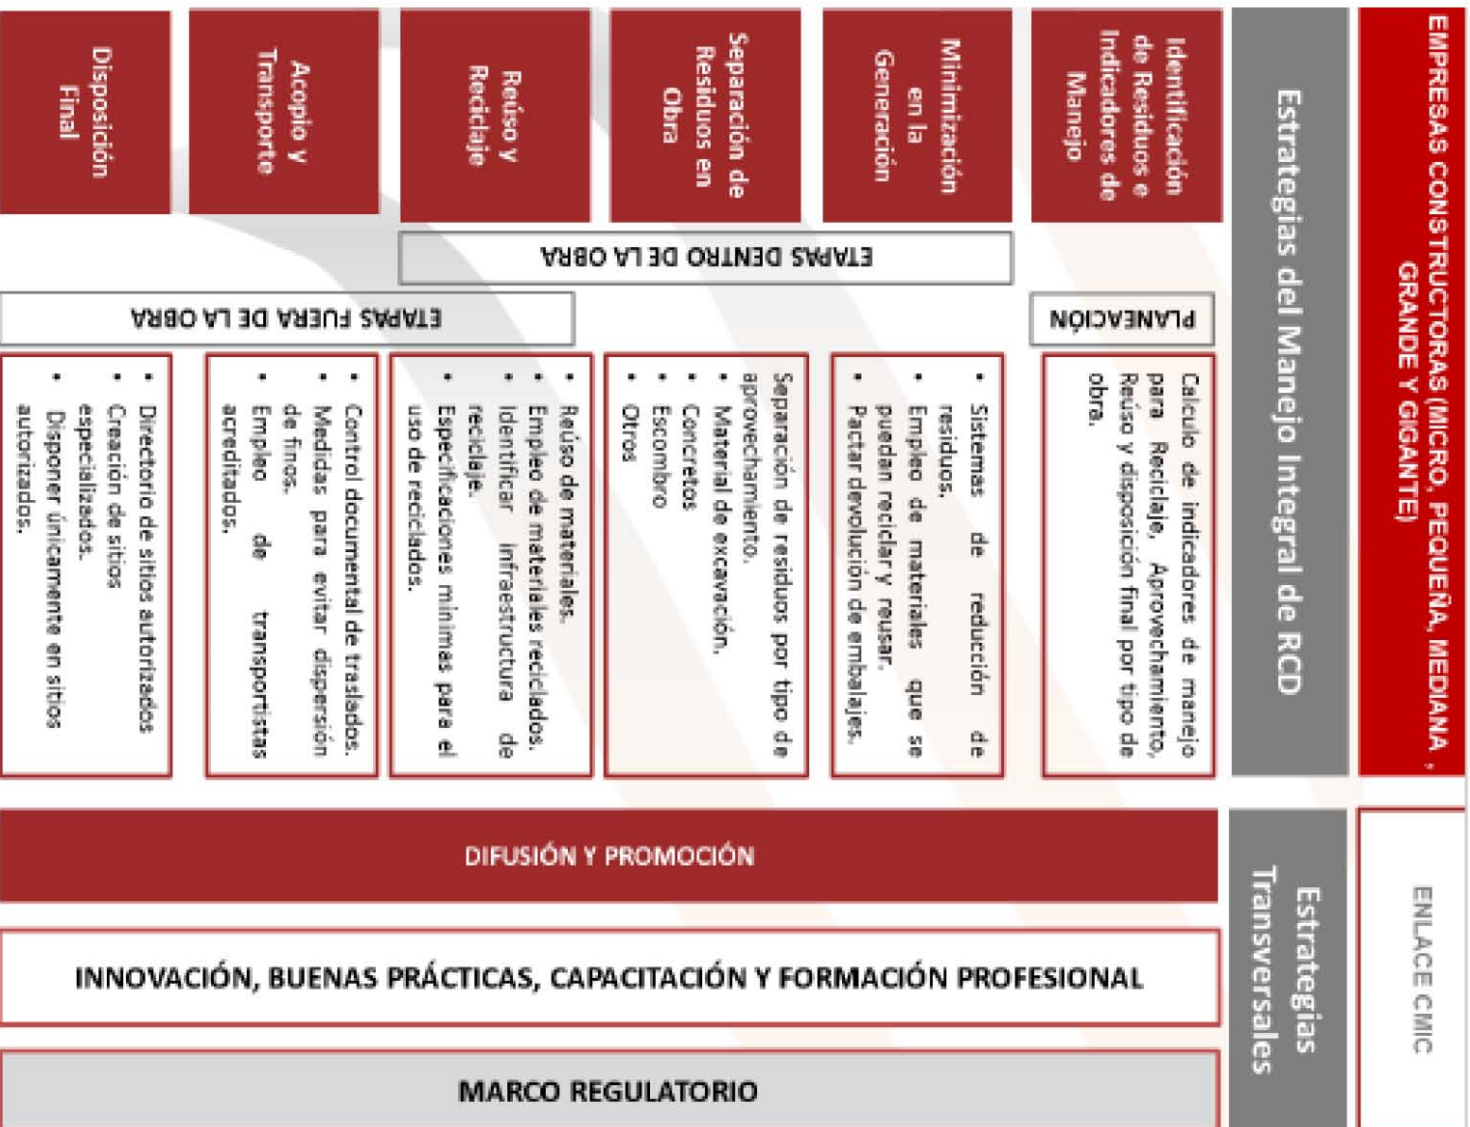 EMPRESAS CONSTRUCTORAS (MICRO, PEQUEÑA, MEDIANA ,
GRANDE Y GIGANTE)
ENLACE CMIC
Estrategias del Manejo Integral de RCD
Estrategias
Transversales
Identificación
de Residuos e
Indicadores de
Manejo
PLANEACIÓN
Calculo de indicadores de manejo
para Reciclaje, Aprovechamiento,
Reúso y disposición final por tipo de
obra.
Minimización
en la
Generación
• Sistemas de reducción de
residuos.
• Empleo de materiales que se
puedan reciclar y reusar.
• Pactar devolución de embalajes.
Separación de
Residuos en
Obra
ETAPAS DENTRO DE LA OBRA
Separación de residuos por tipo de
aprovechamiento.
• Material de excavación.
• Concretos
• Escombro
• Otros
Reúso y
Reciclaje
• Reúso de materiales.
• Empleo de materiales reciclados.
• Identificar infraestructura de
reciclaje.
• Especificaciones mínimas para el
uso de reciclados.
Acopio y
Transporte
ETAPAS FUERA DE LA OBRA
• Control documental de traslados.
• Medidas para evitar dispersión
de finos.
• Empleo de transportistas
acreditados.
Disposición
Final
• Directorio de sitios autorizados
• Creación de sitios
especializados.
• Disponer únicamente en sitios
autorizados.
DIFUSIÓN Y PROMOCIÓN
INNOVACIÓN, BUENAS PRÁCTICAS, CAPACITACIÓN Y FORMACIÓN PROFESIONAL
MARCO REGULATORIO